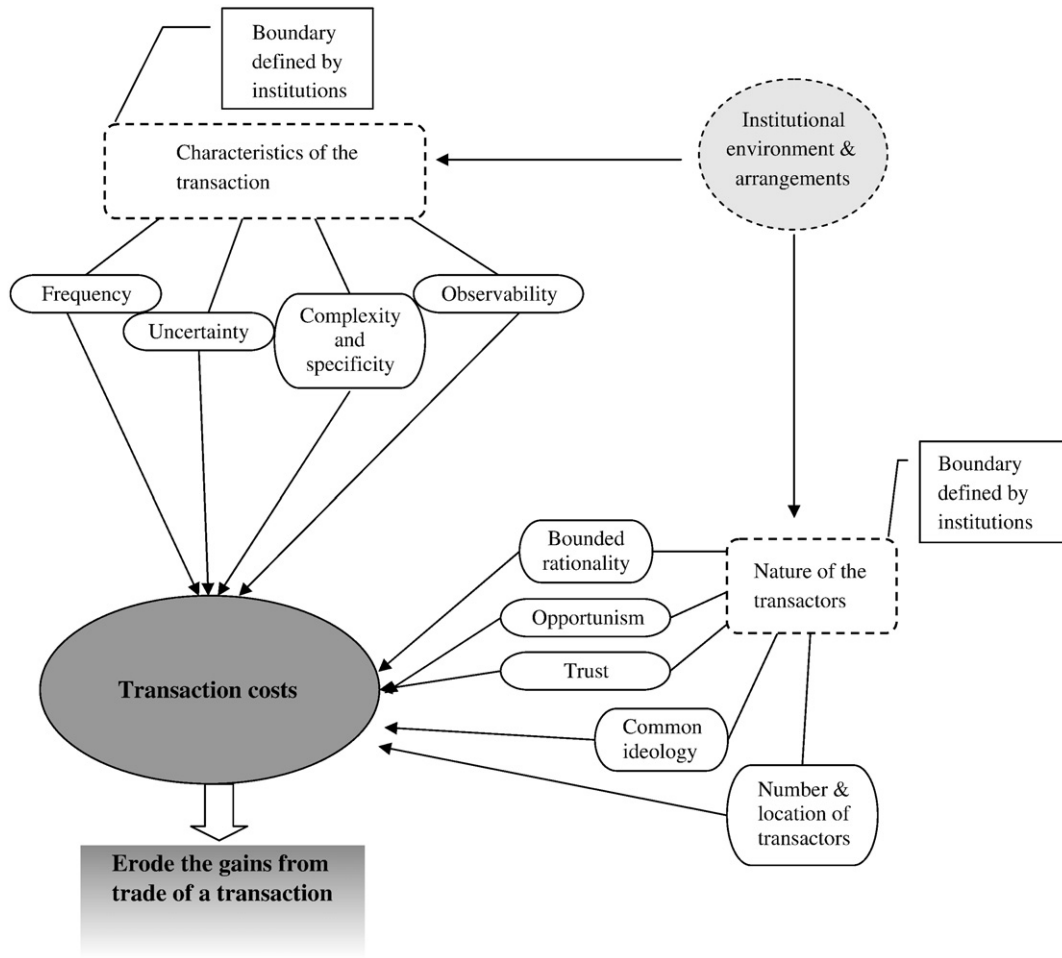 Boundary
defined by
institutions
Characteristics of the
transaction
Institutional
environment &
arrangements
Frequency
Uncertainty
Complexity
and
specificity
Observability
Boundary
defined by
institutions
Bounded
rationality
Nature of the
transactors
Opportunism
Trust
Transaction costs
Common
ideology
Number &
location of
transactors
Erode the gains from
trade of a transaction